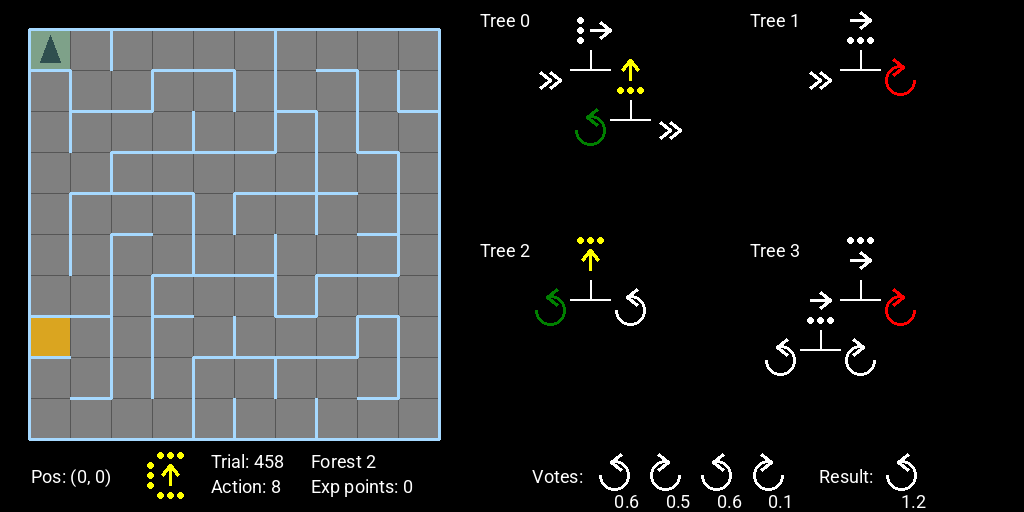 Tree 0
Tree 1
Tree 2
Tree 3
Pos: (0, 0)
Trial: 458
Forest 2
Action: 8
Exp points: 0
Votes:
0.6
0.5
0.6
0.1
Result:
1.2